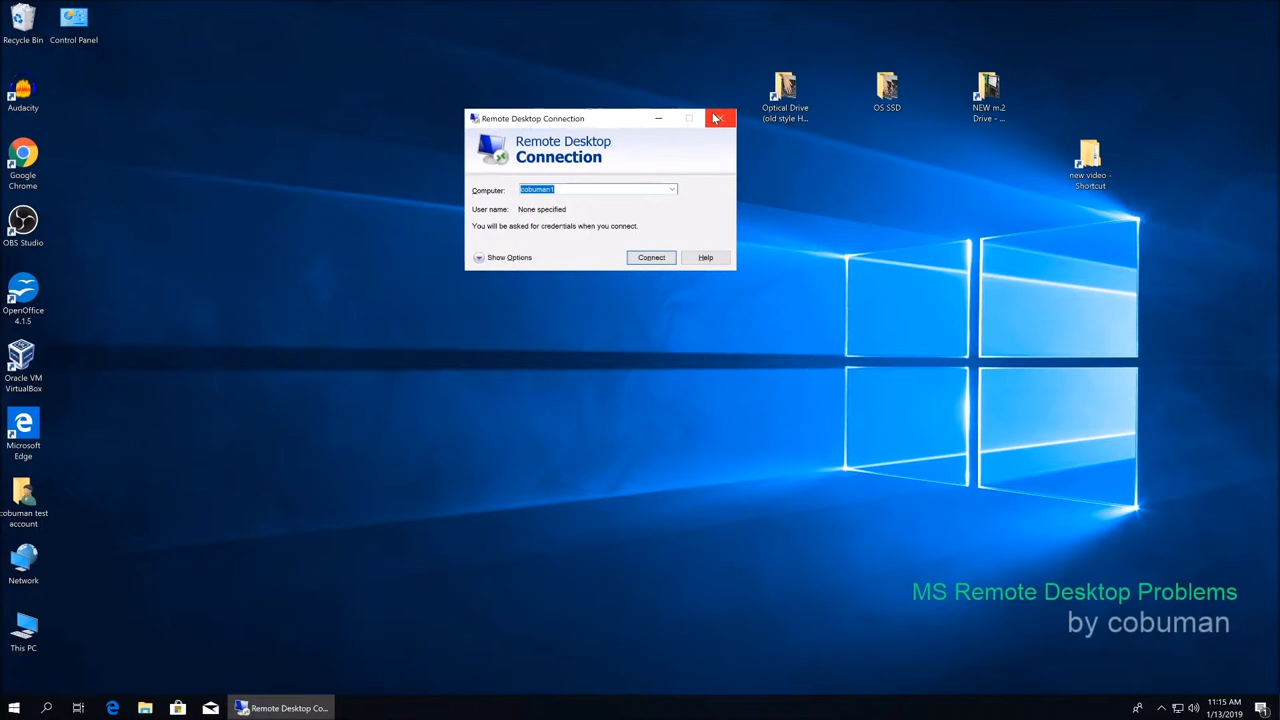 Recycle Bin
Control Panel
Audacity
Google
Chrome
OBS Studio
OpenOffice
4.1.5
Oracle VM
VirtualBox
Microsoft
Edge
cobuman test
account
Network
This PC
Optical Drive
(old style H...
OS SSD
NEW m.2
Drive - ...
new video -
Shortcut
Remote Desktop Connection
Remote Desktop
Connection
Computer: cobuman1
User name: None specified
You will be asked for credentials when you connect.
Show Options
Connect
Help
MS Remote Desktop Problems
by cobuman
Remote Desktop Co...
11:15 AM
1/13/2019
1